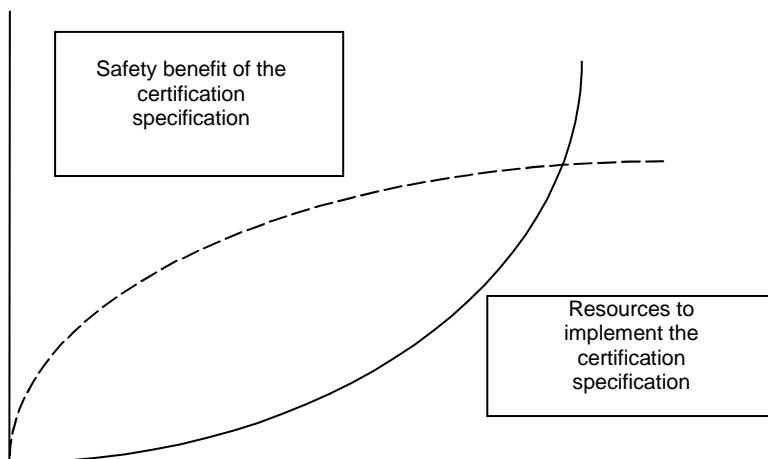 Safety benefit of the
certification
specification
Resources to
implement the
certification
specification